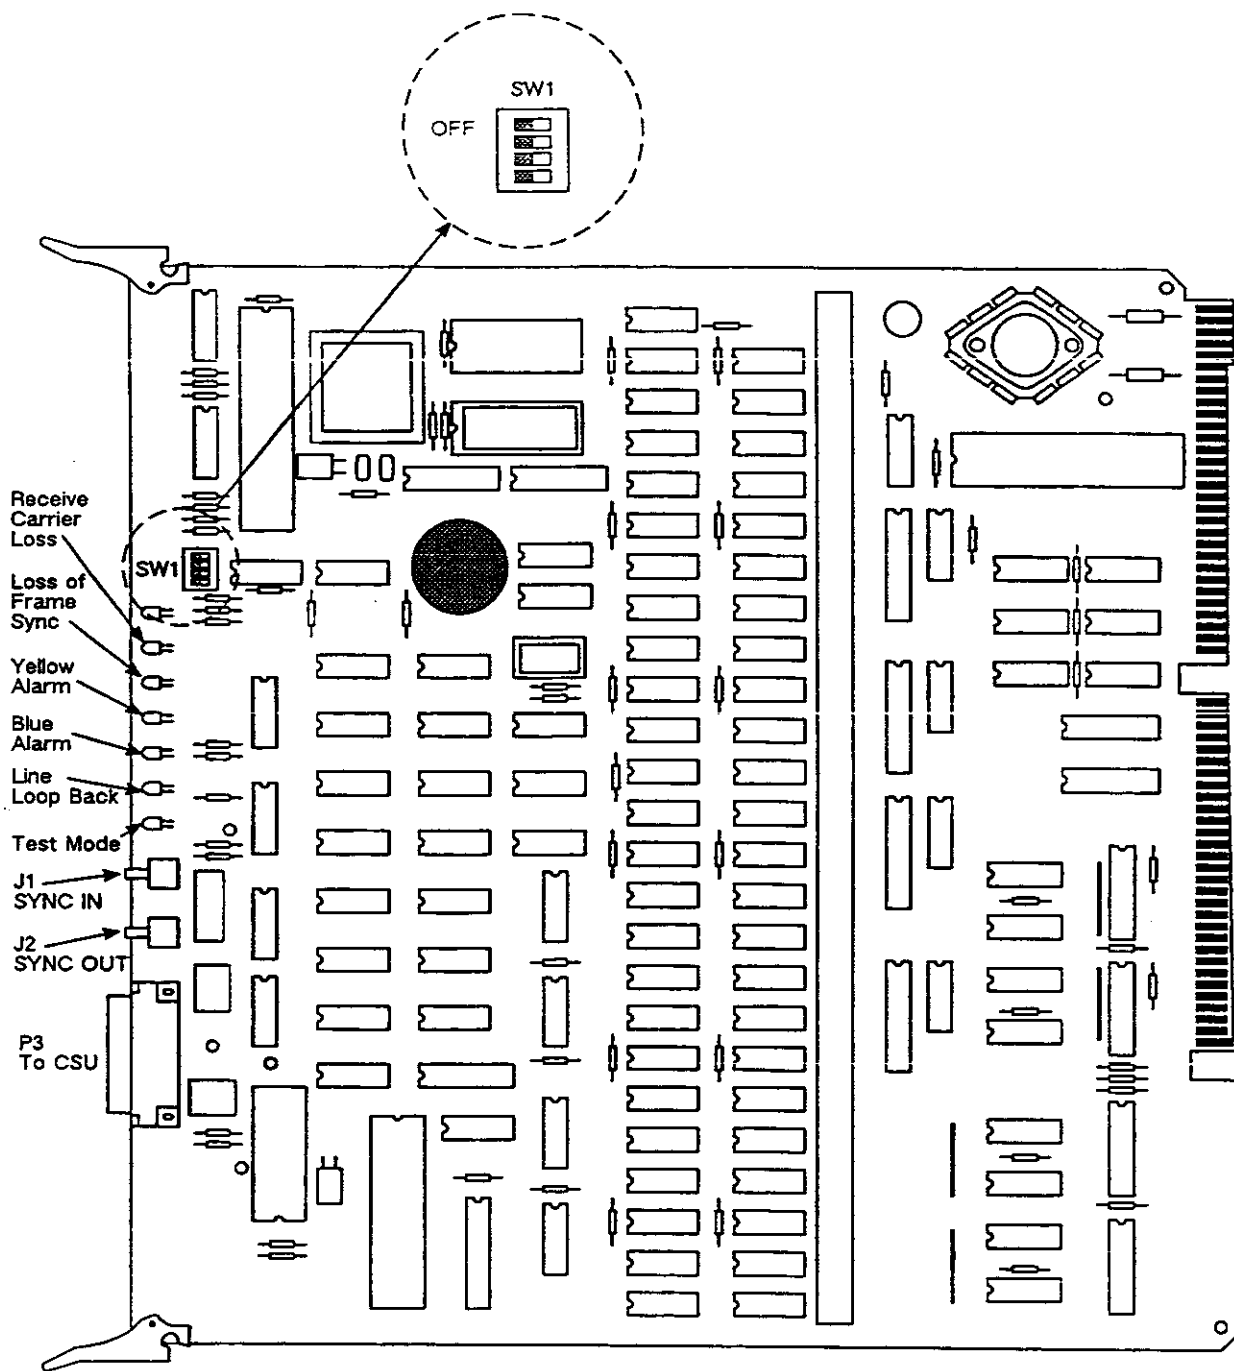 SW1
OFF
Receive
Carrier
Loss
SW1
Loss of
Frame
Sync
Yellow
Alarm
Blue
Alarm
Line
Loop Back
Test Mode
J1
SYNC IN
J2
SYNC OUT
P3
To CSU